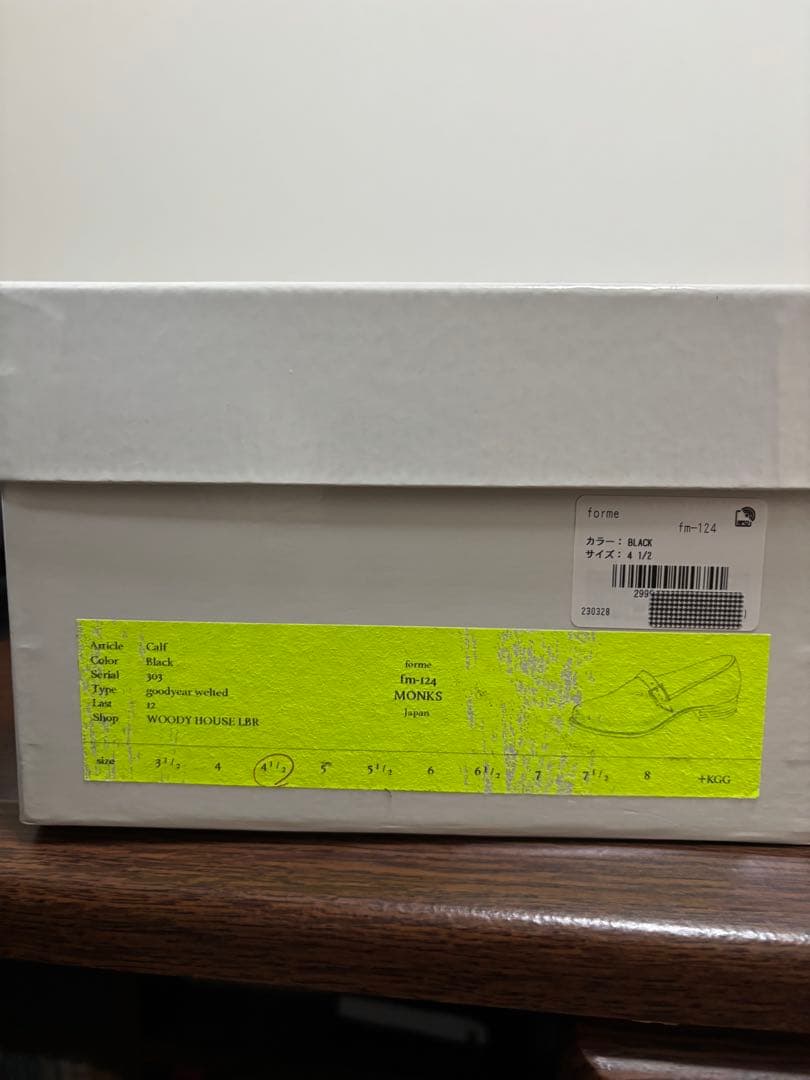 forme
fm-124
カラー: BLACK
サイズ: 4 1/2
230328
Article Calf
Color Black
Serial 303
Type goodyear welted
Last 12
Shop WOODY HOUSE LBR
forme
fm-124
MONKS
Japan
size 3 1/2 4 4 1/2 5 5 1/2 6 6 1/2 7 7 1/2 8 +KGG